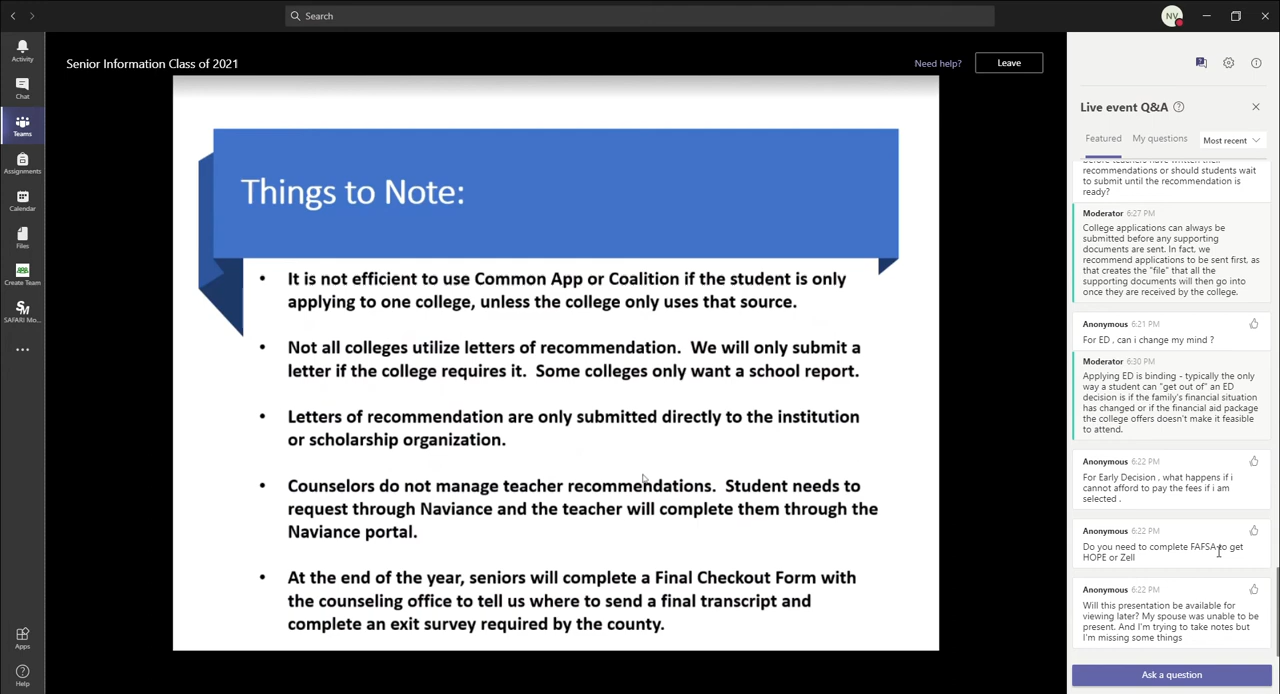 Search
NV
Activity
Chat
Teams
Assignments
Calendar
Files
Create Team
SAFARI Mo...
Apps
Help
Senior Information Class of 2021
Need help?
Leave
Things to Note:
• It is not efficient to use Common App or Coalition if the student is only
applying to one college, unless the college only uses that source.
• Not all colleges utilize letters of recommendation. We will only submit a
letter if the college requires it. Some colleges only want a school report.
• Letters of recommendation are only submitted directly to the institution
or scholarship organization.
• Counselors do not manage teacher recommendations. Student needs to
request through Naviance and the teacher will complete them through the
Naviance portal.
• At the end of the year, seniors will complete a Final Checkout Form with
the counseling office to tell us where to send a final transcript and
complete an exit survey required by the county.
Live event Q&A
Featured My questions Most recent
before teachers have written their
recommendations or should students wait
to submit until the recommendation is
ready?
Moderator 6:27 PM
College applications can always be
submitted before any supporting
documents are sent. In fact, we
recommend applications to be sent first, as
that creates the "file" that all the
supporting documents will then go into
once they are received by the college.
Anonymous 6:21 PM
For ED , can i change my mind ?
Moderator 6:30 PM
Applying ED is binding - typically the only
way a student can "get out of" an ED
decision is if the family's financial situation
has changed or if the financial aid package
the college offers doesn't make it feasible
to attend.
Anonymous 6:22 PM
For Early Decision , what happens if i
cannot afford to pay the fees if i am
selected .
Anonymous 6:22 PM
Do you need to complete FAFSA to get
HOPE or Zell
Anonymous 6:22 PM
Will this presentation be available for
viewing later? My spouse was unable to be
present. And I'm trying to take notes but
I'm missing some things
Ask a question